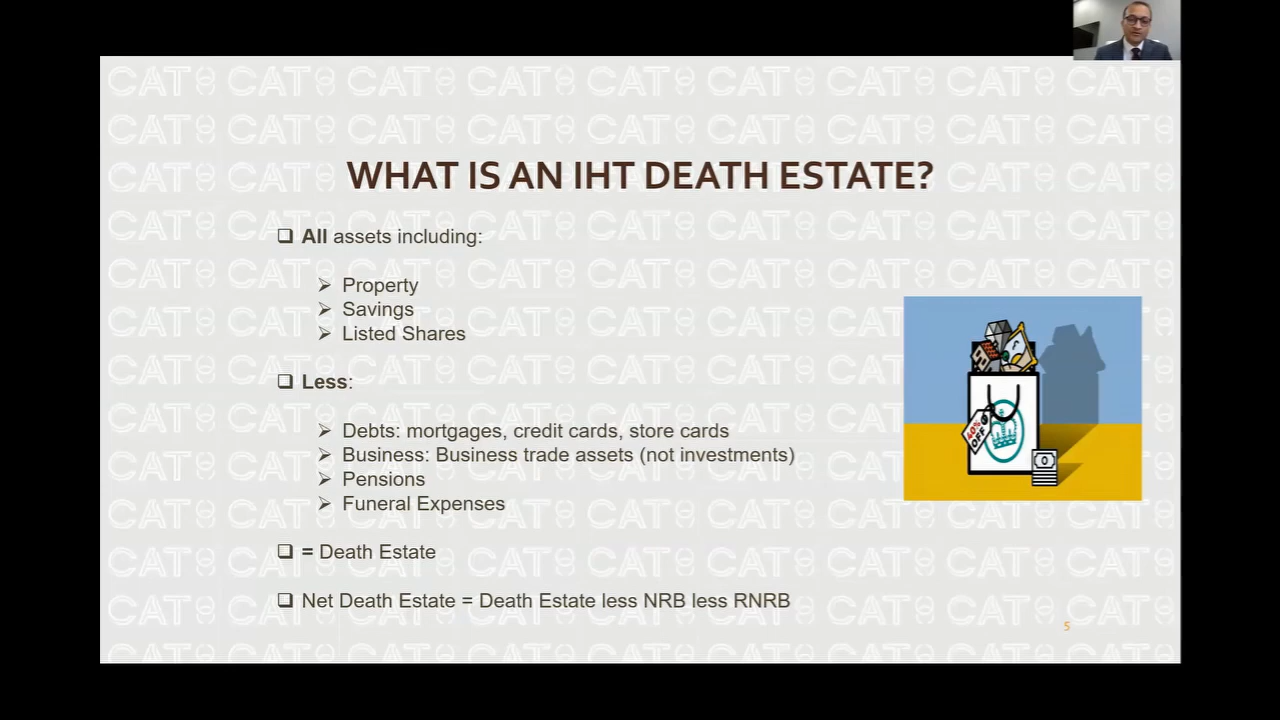 WHAT IS AN IHT DEATH ESTATE?
All assets including:
Property
Savings
Listed Shares
Less:
Debts: mortgages, credit cards, store cards
Business: Business trade assets (not investments)
Pensions
Funeral Expenses
= Death Estate
Net Death Estate = Death Estate less NRB less RNRB
40%
OFF
5